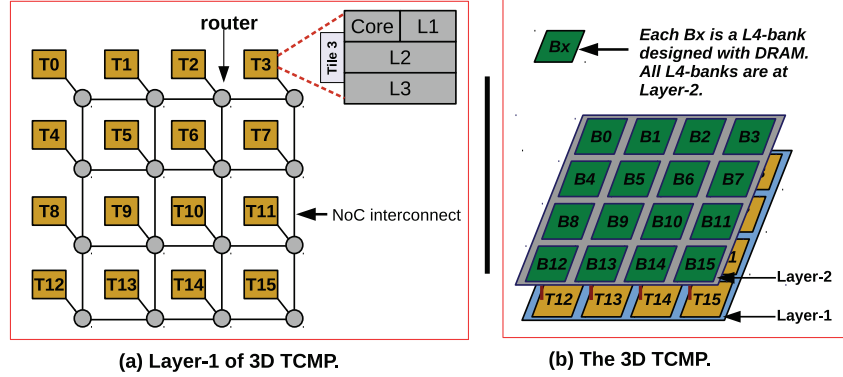 router
Core L1
Tile 3
L2
L3
T0 T1 T2 T3
T4 T5 T6 T7
T8 T9 T10 T11
NoC interconnect
T12 T13 T14 T15
(a) Layer-1 of 3D TCMP.
Bx
Each Bx is a L4-bank
designed with DRAM.
All L4-banks are at
Layer-2.
B0 B1 B2 B3
B4 B5 B6 B7
B8 B9 B10 B11
B12 B13 B14 B15
Layer-2
T12 T13 T14 T15
Layer-1
(b) The 3D TCMP.